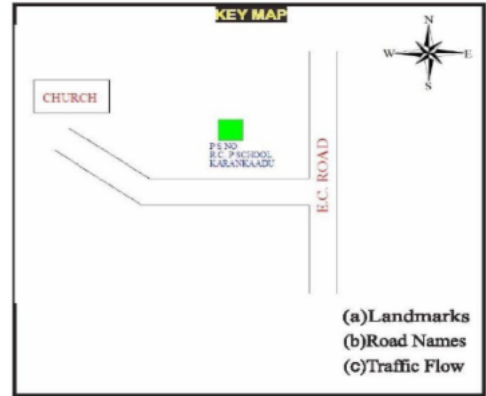 KEY MAP
N
W
E
S
CHURCH
P S NO
R.C. P SCHOOL
KARANKAADU
E.C. ROAD
(a)Landmarks
(b)Road Names
(c)Traffic Flow